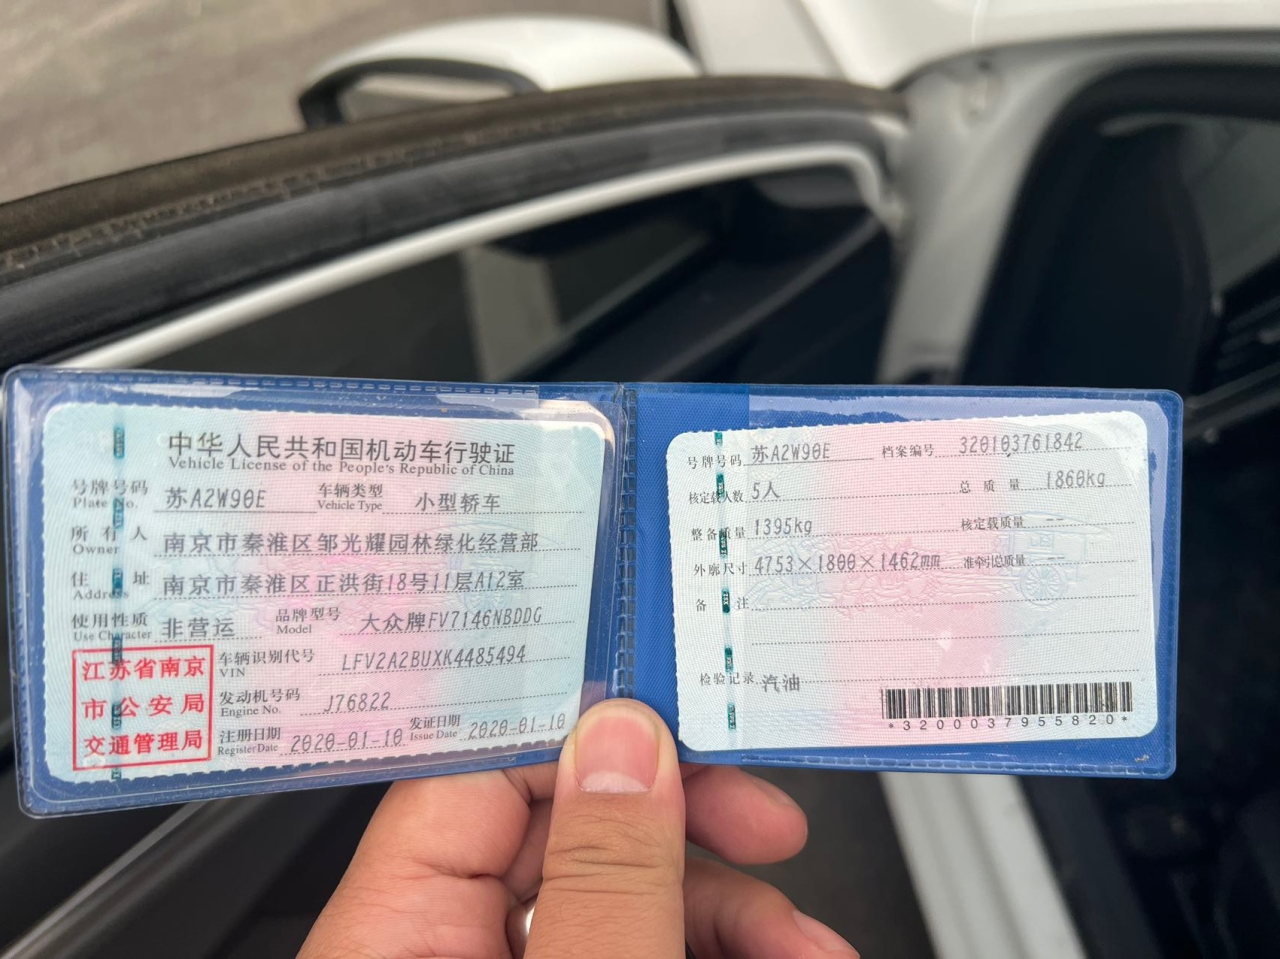 中华人民共和国机动车行驶证
Vehicle License of the People's Republic of China
号牌号码 苏A2W90E 车辆类型 小型轿车
Plate No. Vehicle Type
所有人 南京市秦淮区邹光耀园林绿化经营部
Owner
住址 南京市秦淮区正洪街18号11层A12室
Address
使用性质 非营运 品牌型号 大众牌FV7146NBDDG
Use Character Model
江苏省南京
市公安局
交通管理局
车辆识别代号 LFV2A2BUXK4485494
VIN
发动机号码 J76822
Engine No.
注册日期 2020-01-10 发证日期 2020-01-10
Register Date Issue Date
号牌号码 苏A2W90E 档案编号 320103761842
核定载人数 5人 总质量 1860kg
整备质量 1395kg 核定载质量 --
外廓尺寸 4753×1800×1462mm 准牵引总质量 --
备注
检验记录 汽油
*3200037955820*